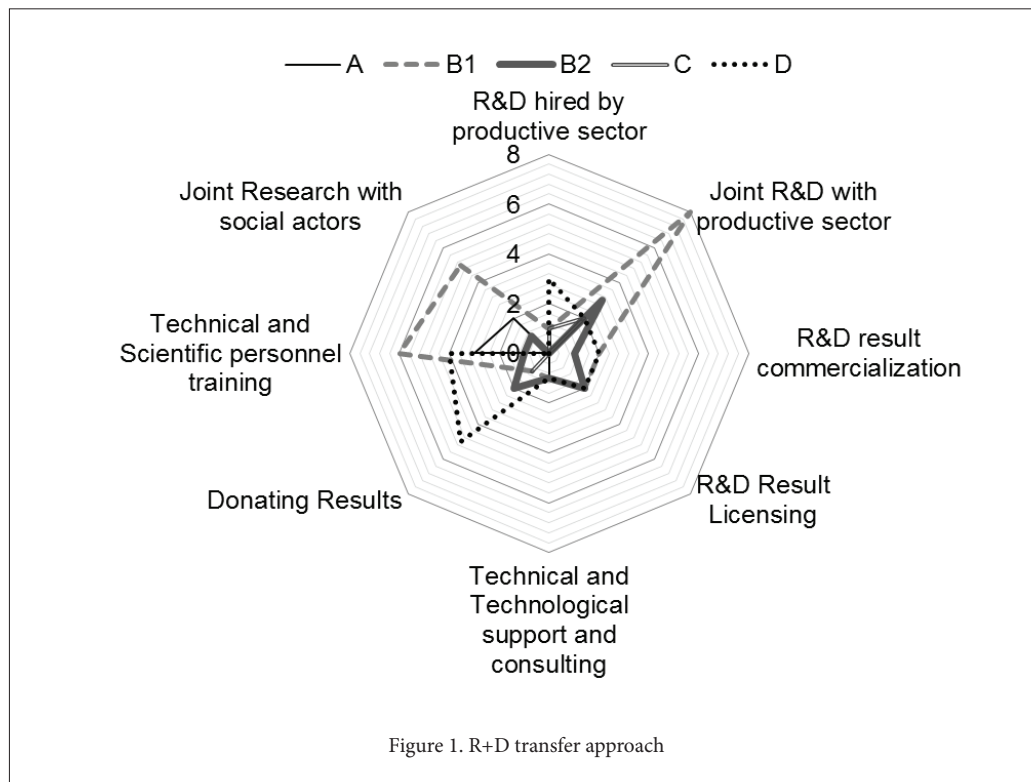 A B1 B2 C D
R&D hired by
productive sector
Joint R&D with
productive sector
R&D result
commercialization
R&D Result
Licensing
Technical and
Technological
support and
consulting
Donating Results
Technical and
Scientific personnel
training
Joint Research with
social actors
8
6
4
2
0
Figure 1. R+D transfer approach